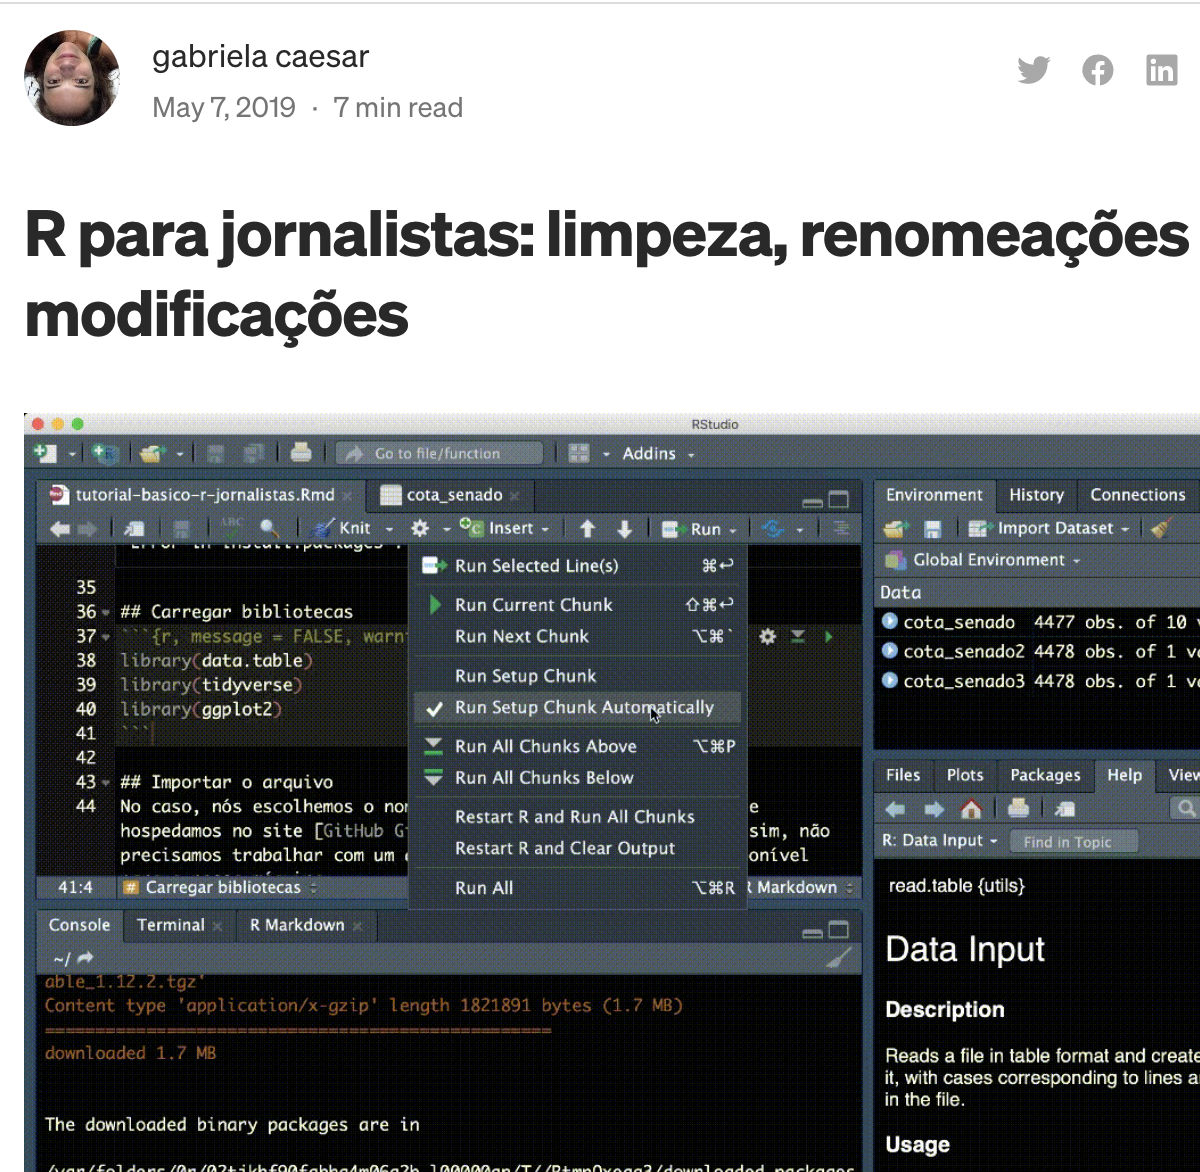 gabriela caesar
May 7, 2019 · 7 min read
R para jornalistas: limpeza, renomeações
modificações
RStudio
Go to file/function
Addins
tutorial-basico-r-jornalistas.Rmd
cota_senado
ABC
Knit
Insert
Run
35
36 ## Carregar bibliotecas
37 ```{r, message = FALSE, warn
38 library(data.table)
39 library(tidyverse)
40 library(ggplot2)
41 ```
42
43 ## Importar o arquivo
44 No caso, nós escolhemos o
hospedamos no site [GitHub
sim, não
precisamos trabalhar com um
onível
Run Selected Line(s) ⌘↩
Run Current Chunk ⇧⌘↩
Run Next Chunk ⌥⌘`
Run Setup Chunk
Run Setup Chunk Automatically
Run All Chunks Above ⌥⌘P
Run All Chunks Below
Restart R and Run All Chunks
Restart R and Clear Output
Run All ⌥⌘R
41:4 # Carregar bibliotecas
R Markdown
Console Terminal R Markdown
~/
able_1.12.2.tgz'
Content type 'application/x-gzip' length 1821891 bytes (1.7 MB)
==================================================
downloaded 1.7 MB
The downloaded binary packages are in
Environment History Connections
Import Dataset
Global Environment
Data
cota_senado 4477 obs. of 10 v
cota_senado2 4478 obs. of 1 va
cota_senado3 4478 obs. of 1 va
Files Plots Packages Help View
R: Data Input Find in Topic
read.table {utils}
Data Input
Description
Reads a file in table format and create
it, with cases corresponding to lines a
in the file.
Usage